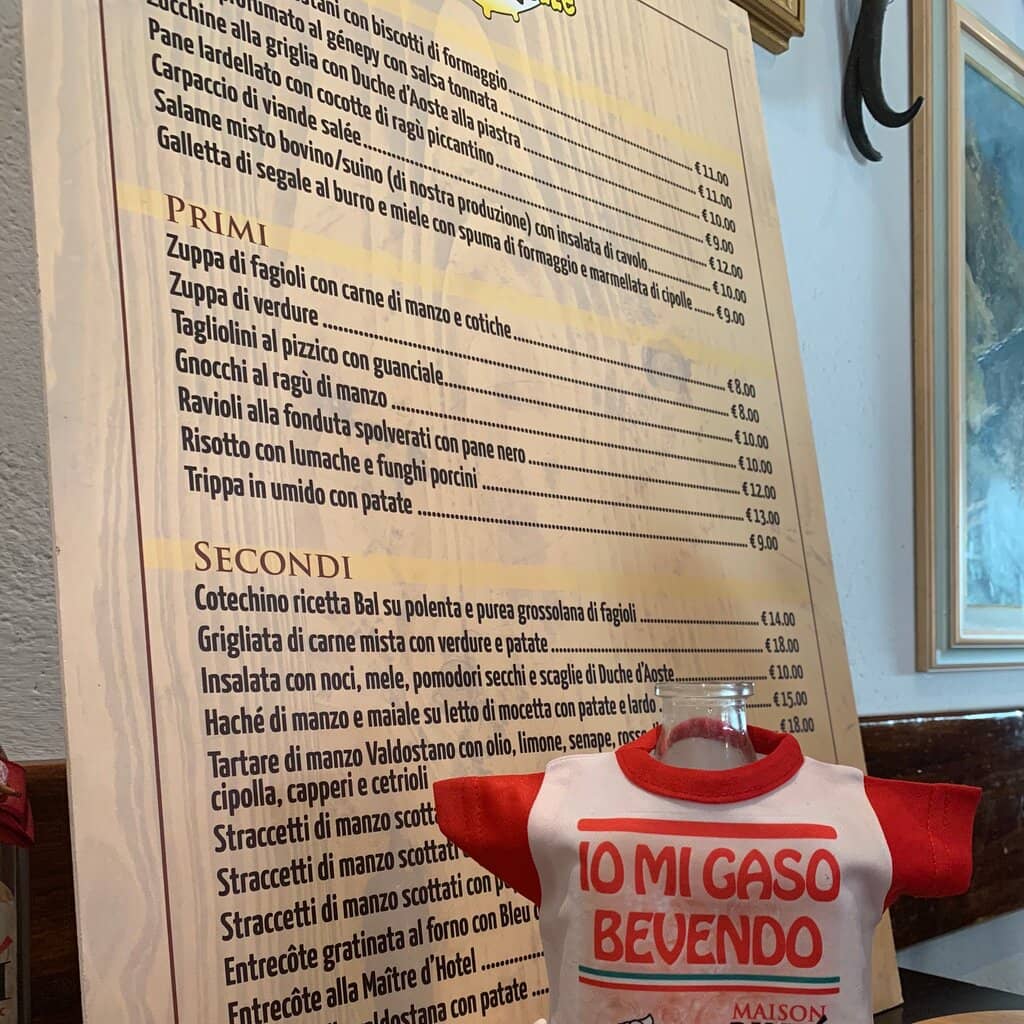 con biscotti di formaggio........ €11.00
al génepy con salsa tonnata........ €11.00
Zucchine alla griglia con Duche d'Aoste alla piastra........ €10.00
Pane lardellato con cocotte di ragù piccantino........ €9.00
Carpaccio di viande salée........ €12.00
Salame misto bovino/suino (di nostra produzione) con insalata di cavolo........ €10.00
Galletta di segale al burro e miele con spuma di formaggio e marmellata di cipolle........ €9.00
PRIMI
Zuppa di fagioli con carne di manzo e cotiche........ €8.00
Zuppa di verdure........ €8.00
Tagliolini al pizzico con guanciale........ €10.00
Gnocchi al ragù di manzo........ €10.00
Ravioli alla fonduta spolverati con pane nero........ €12.00
Risotto con lumache e funghi porcini........ €13.00
Trippa in umido con patate........ €9.00
SECONDI
Cotechino ricetta Bal su polenta e purea grossolana di fagioli........ €14.00
Grigliata di carne mista con verdure e patate........ €18.00
Insalata con noci, mele, pomodori secchi e scaglie di Duche d'Aoste........ €10.00
Haché di manzo e maiale su letto di mocetta con patate e lardo........ €15.00
Tartare di manzo Valdostano con olio, limone, senape, €18.00
cipolla, capperi e cetrioli
Straccetti di manzo
Straccetti di manzo scottati
Straccetti di manzo scottati con
Entrecôte gratinata al forno con Bleu
Entrecôte alla Maître d'Hotel........
con patate....
IO MI GASO
BEVENDO
MAISON